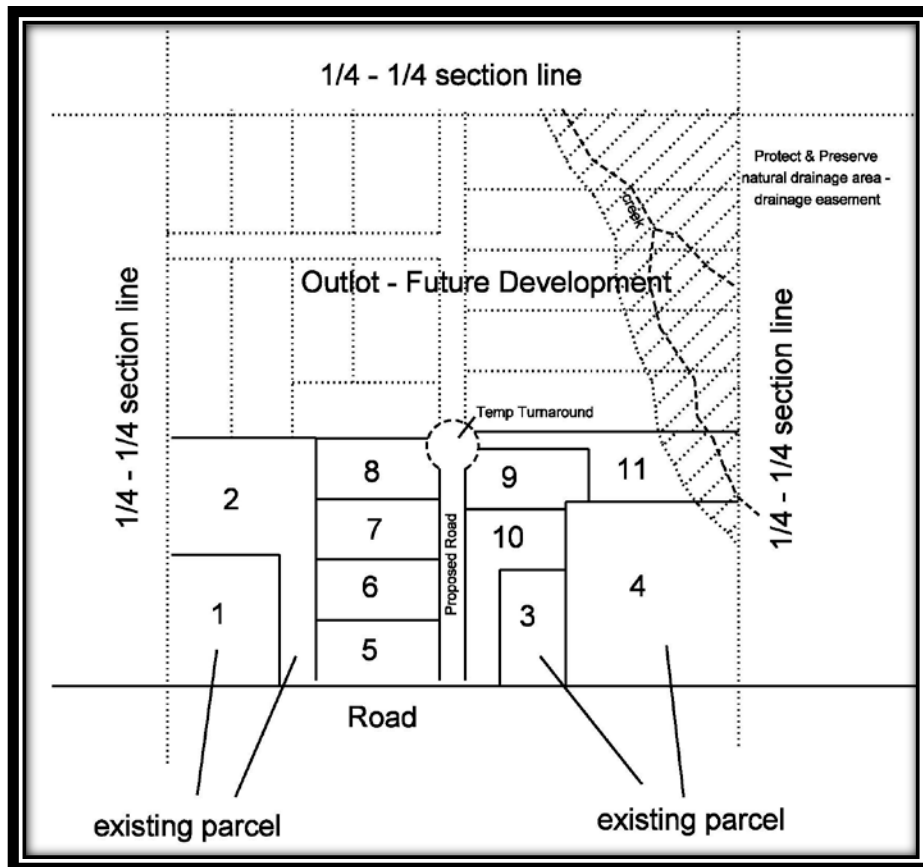 1/4 - 1/4 section line
Protect & Preserve
natural drainage area -
drainage easement
creek
Outlot - Future Development
1/4 - 1/4 section line
1/4 - 1/4 section line
Temp Turnaround
8
9
11
2
7
10
Proposed Road
6
4
1
3
5
Road
existing parcel
existing parcel